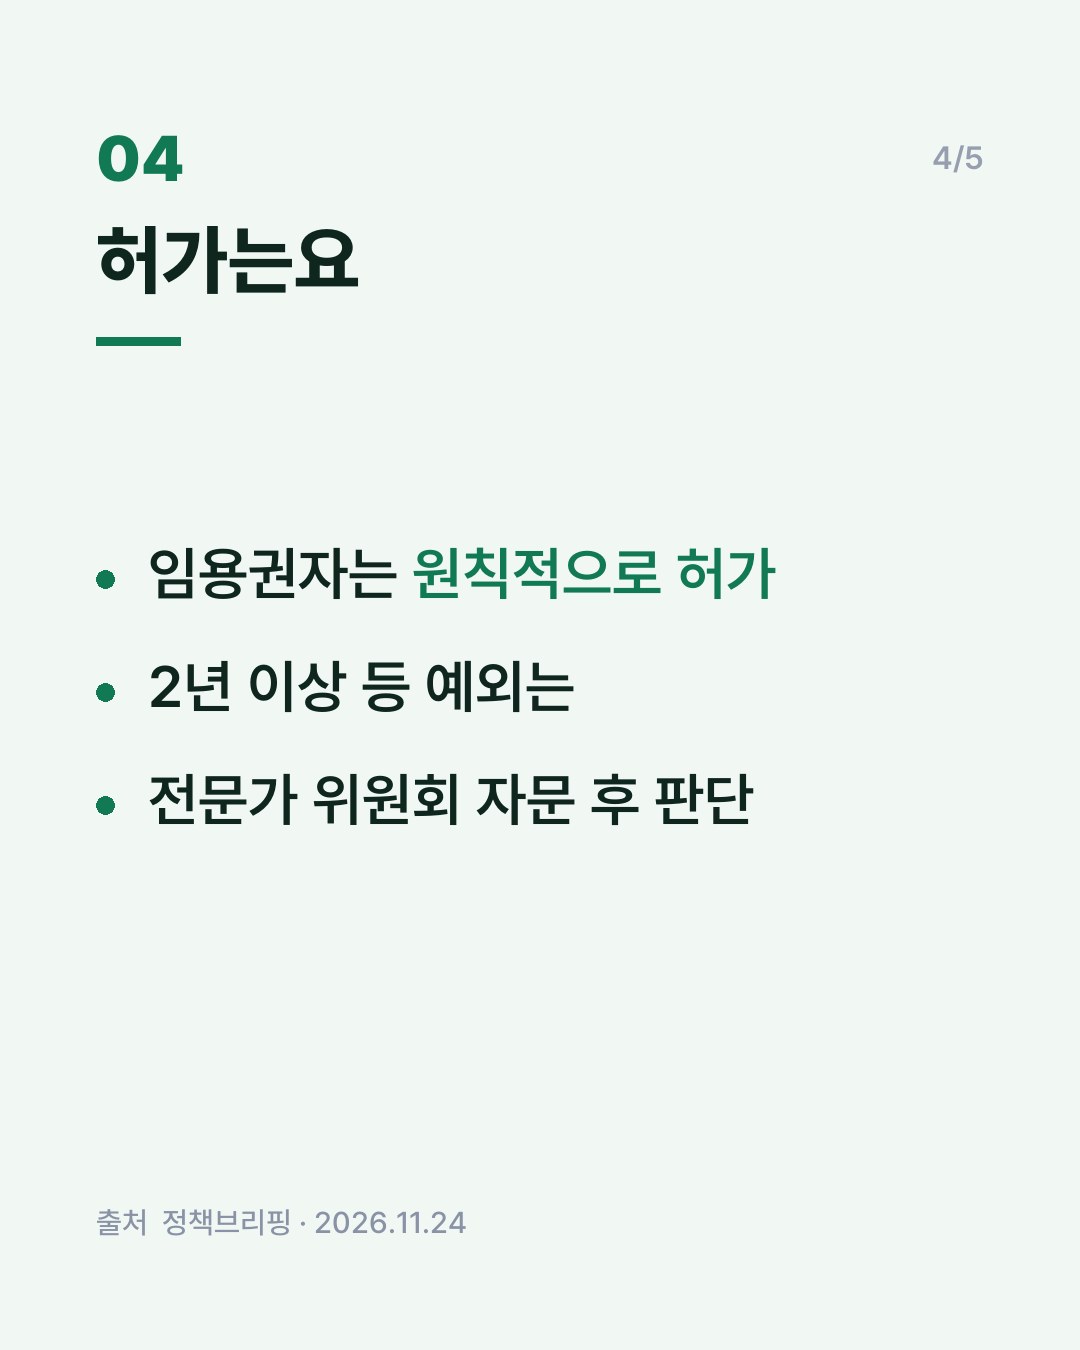 04
4/5
허가는요
임용권자는 원칙적으로 허가
2년 이상 등 예외는
전문가 위원회 자문 후 판단
출처 정책브리핑 · 2026.11.24